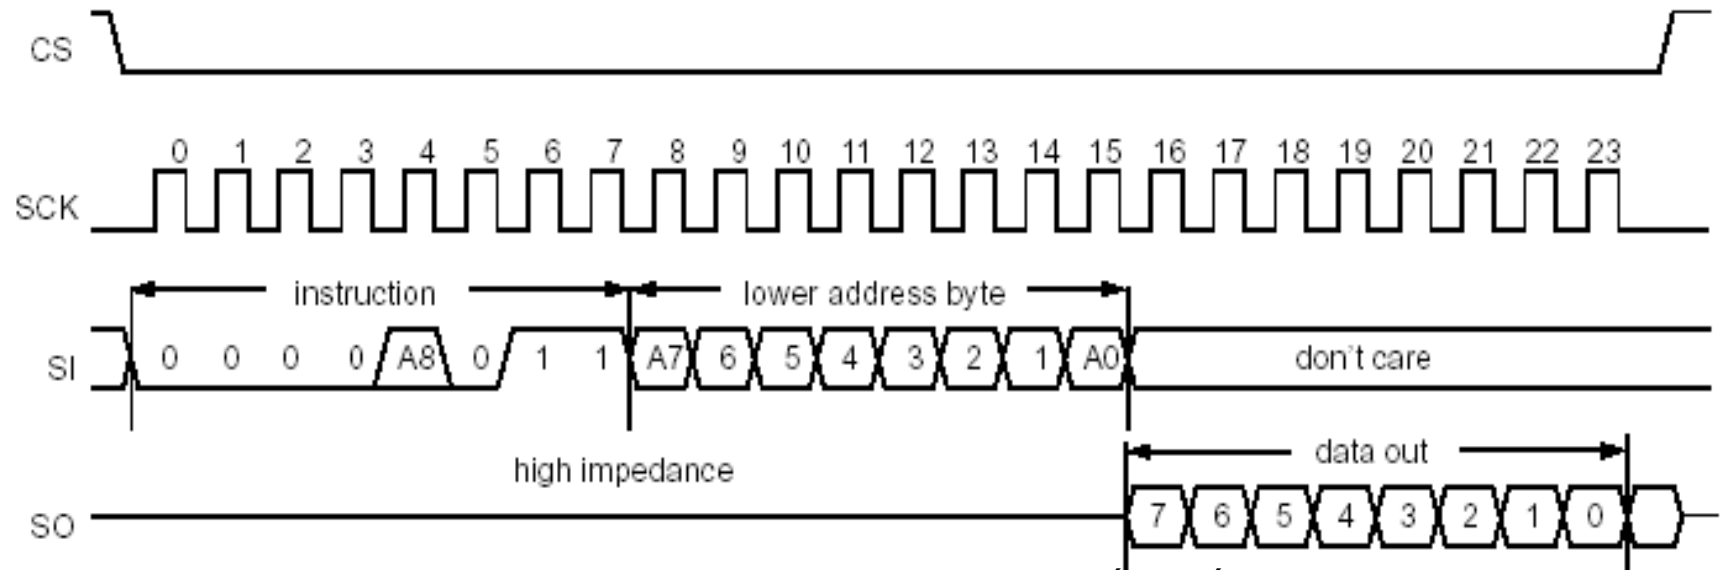 CS
0 1 2 3 4 5 6 7 8 9 10 11 12 13 14 15 16 17 18 19 20 21 22 23
SCK
instruction lower address byte
SI 0 0 0 0 A8 0 1 1 A7 6 5 4 3 2 1 A0 don't care
data out
high impedance
SO 7 6 5 4 3 2 1 0